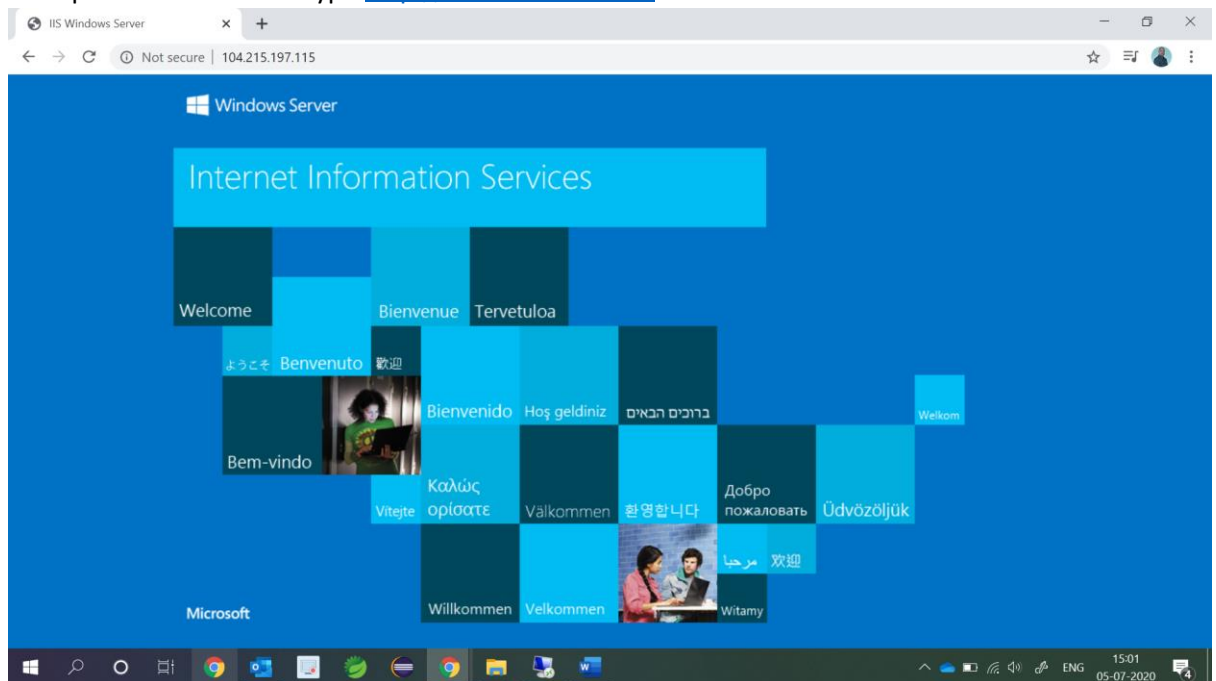 IIS Windows Server
Not secure | 104.215.197.115
Windows Server
Internet Information Services
Welcome
Bienvenue
Tervetuloa
ようこそ
Benvenuto
歡迎
Bienvenido
Hoş geldiniz
ברוכים הבאים
Welkom
Bem-vindo
Vítejte
Καλώς
ορίσατε
Välkommen
환영합니다
Добро
пожаловать
Üdvözöljük
مرحبا
欢迎
Microsoft
Willkommen
Velkommen
Witamy
ENG
15:01
05-07-2020
4